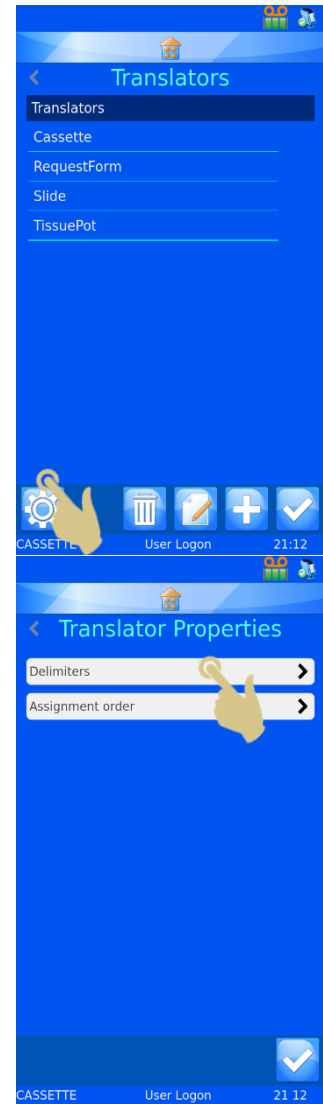 Translators
Translators
Cassette
RequestForm
Slide
TissuePot
CASSETTE User Logon 21:12
Translator Properties
Delimiters
Assignment order
CASSETTE User Logon 21 12